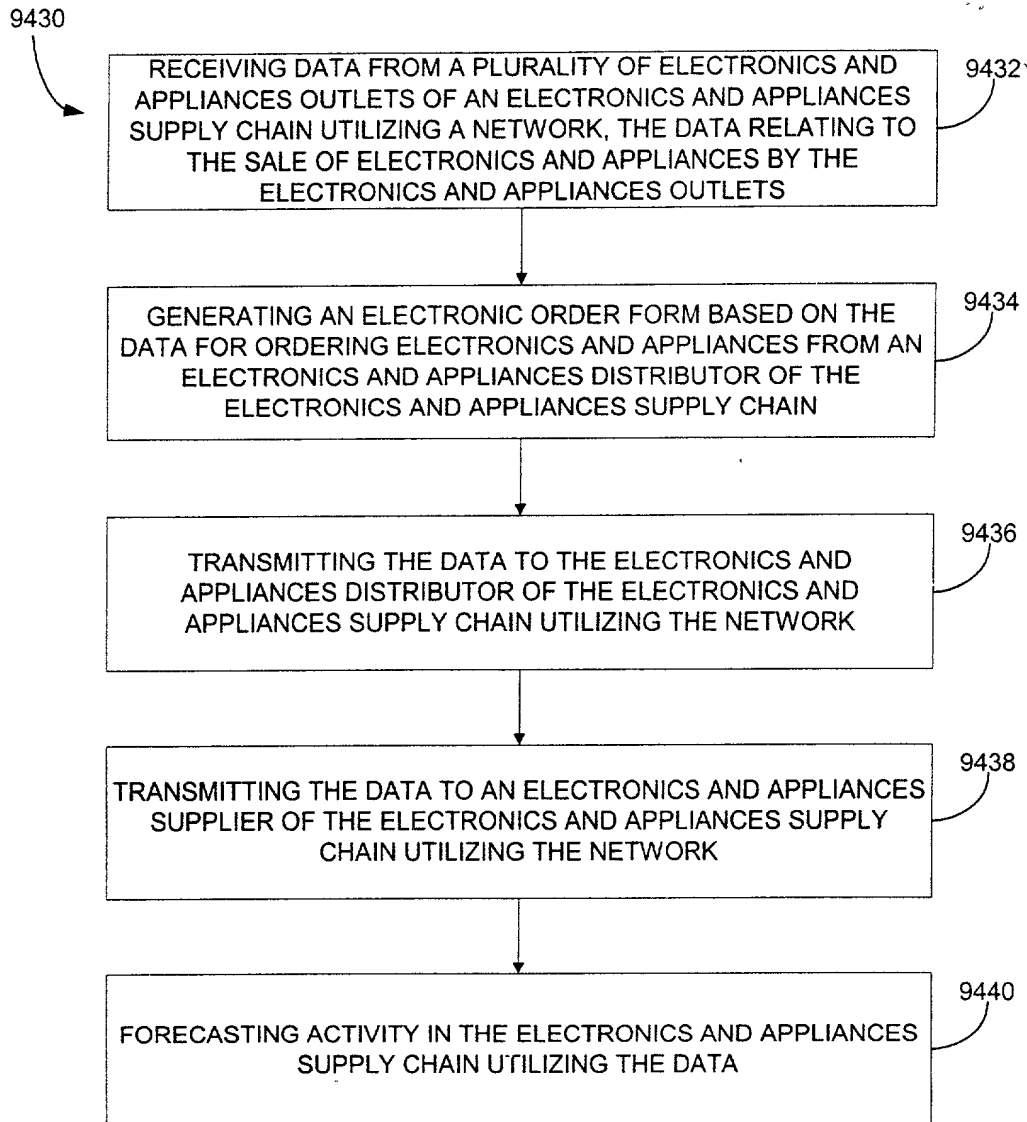 9430
RECEIVING DATA FROM A PLURALITY OF ELECTRONICS AND
APPLIANCES OUTLETS OF AN ELECTRONICS AND APPLIANCES
SUPPLY CHAIN UTILIZING A NETWORK, THE DATA RELATING TO
THE SALE OF ELECTRONICS AND APPLIANCES BY THE
ELECTRONICS AND APPLIANCES OUTLETS
9432
GENERATING AN ELECTRONIC ORDER FORM BASED ON THE
DATA FOR ORDERING ELECTRONICS AND APPLIANCES FROM AN
ELECTRONICS AND APPLIANCES DISTRIBUTOR OF THE
ELECTRONICS AND APPLIANCES SUPPLY CHAIN
9434
TRANSMITTING THE DATA TO THE ELECTRONICS AND
APPLIANCES DISTRIBUTOR OF THE ELECTRONICS AND
APPLIANCES SUPPLY CHAIN UTILIZING THE NETWORK
9436
TRANSMITTING THE DATA TO AN ELECTRONICS AND APPLIANCES
SUPPLIER OF THE ELECTRONICS AND APPLIANCES SUPPLY
CHAIN UTILIZING THE NETWORK
9438
FORECASTING ACTIVITY IN THE ELECTRONICS AND APPLIANCES
SUPPLY CHAIN UTILIZING THE DATA
9440